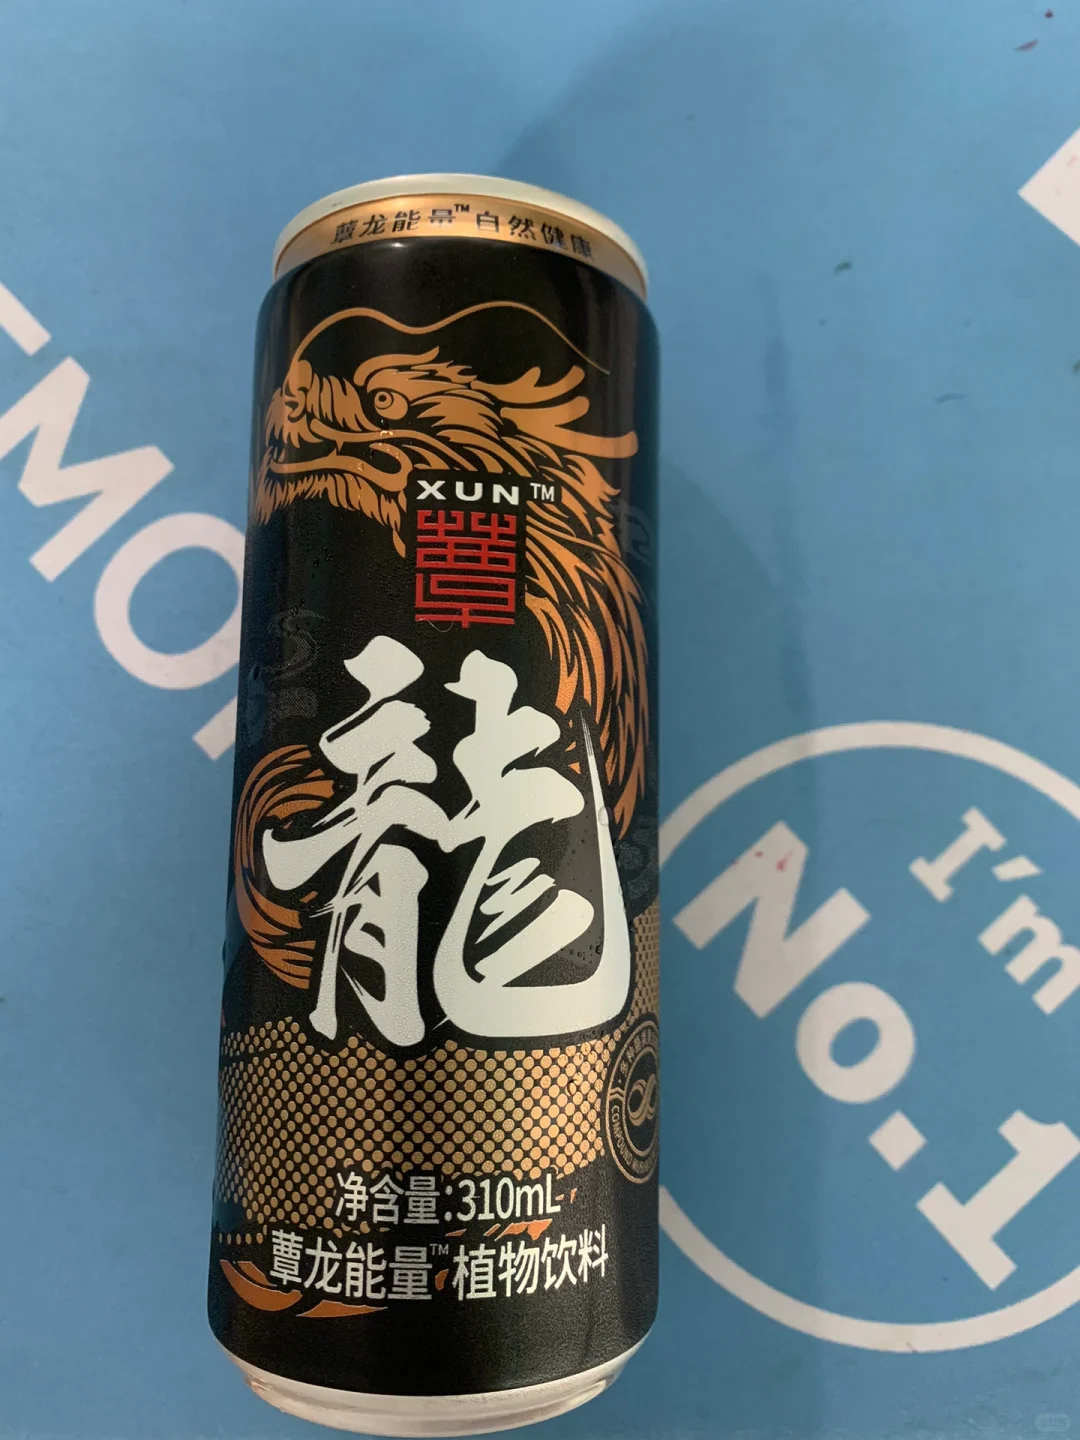 蕈龙能量™自然健康
XUN™
蕈
龍
净含量:310mL
蕈龙能量™植物饮料
I'm
No.1